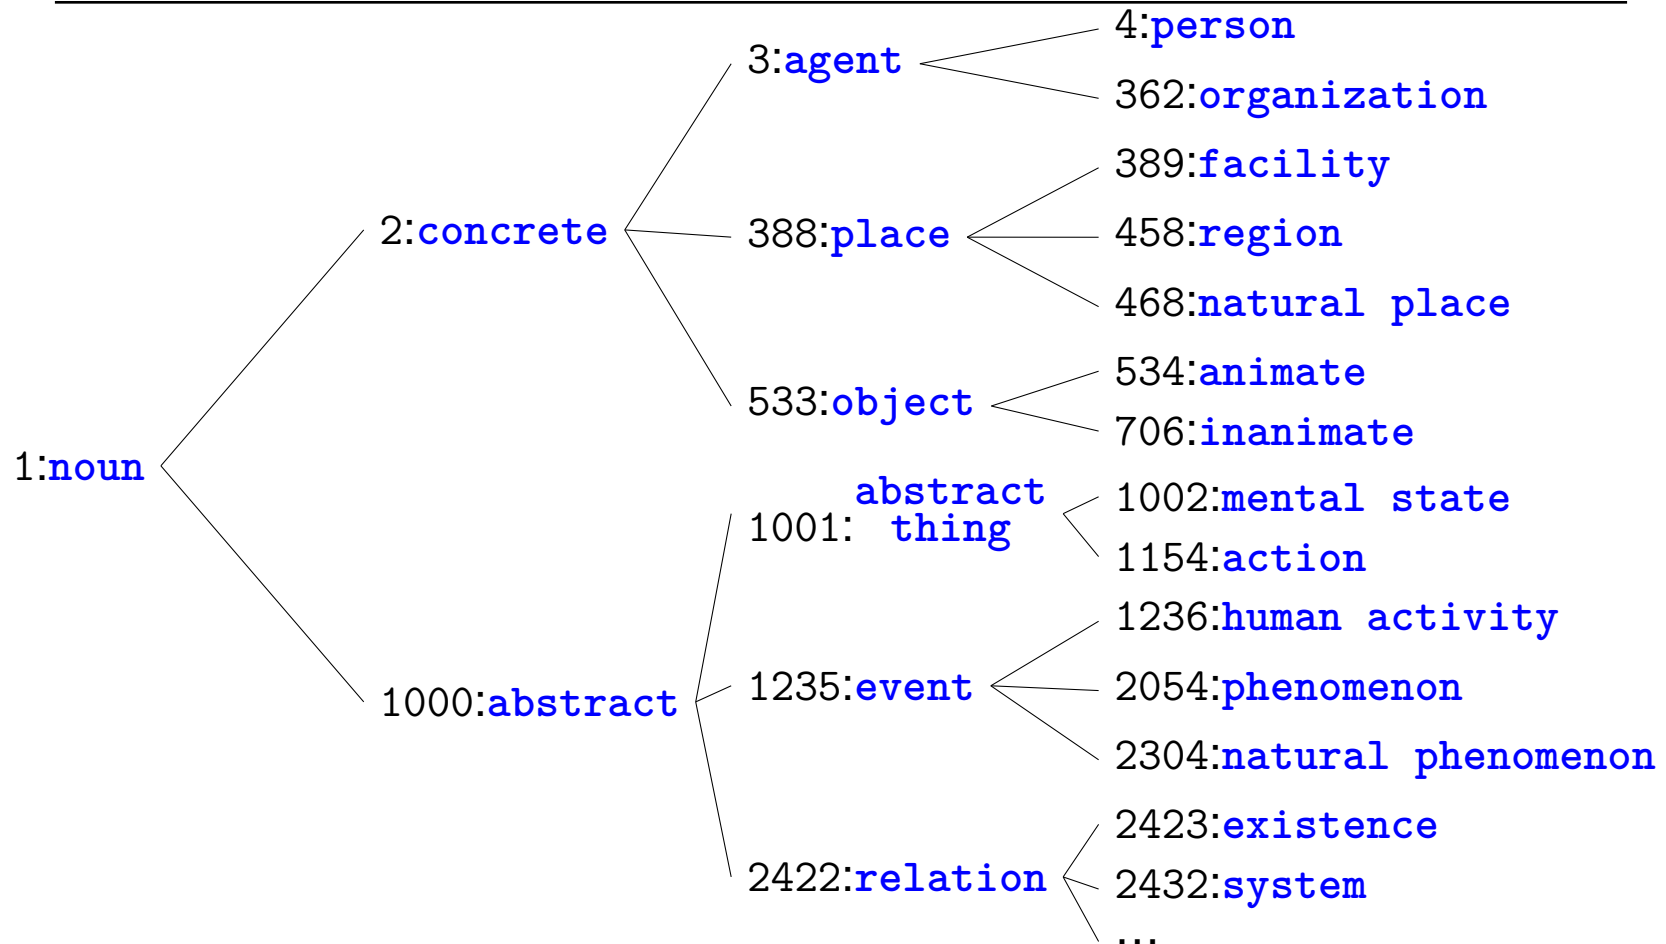 4:person
3:agent
362:organization
389:facility
2:concrete
388:place
458:region
468:natural place
534:animate
533:object
706:inanimate
1:noun
abstract
1001: thing
1002:mental state
1154:action
1236:human activity
1000:abstract
1235:event
2054:phenomenon
2304:natural phenomenon
2423:existence
2422:relation
2432:system
...